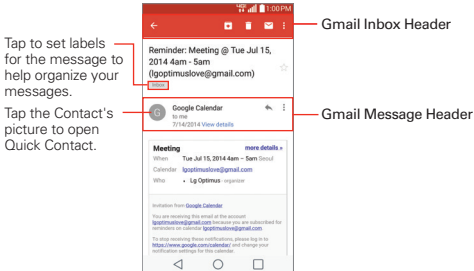 1:00PM
Gmail Inbox Header
Reminder: Meeting @ Tue Jul 15,
2014 4am - 5am
(lgoptimuslove@gmail.com)
Inbox
Tap to set labels
for the message to
help organize your
messages.
Tap the Contact's
picture to open
Quick Contact.
G
Google Calendar
to me
7/14/2014 View details
Gmail Message Header
Meeting
more details »
When Tue Jul 15, 2014 4am – 5am Seoul
Calendar lgoptimuslove@gmail.com
Who • Lg Optimus - organizer
Invitation from Google Calendar
You are receiving this email at the account
lgoptimuslove@gmail.com because you are subscribed for
reminders on calendar lgoptimuslove@gmail.com.
To stop receiving these notifications, please log in to
https://www.google.com/calendar/ and change your
notification settings for this calendar.